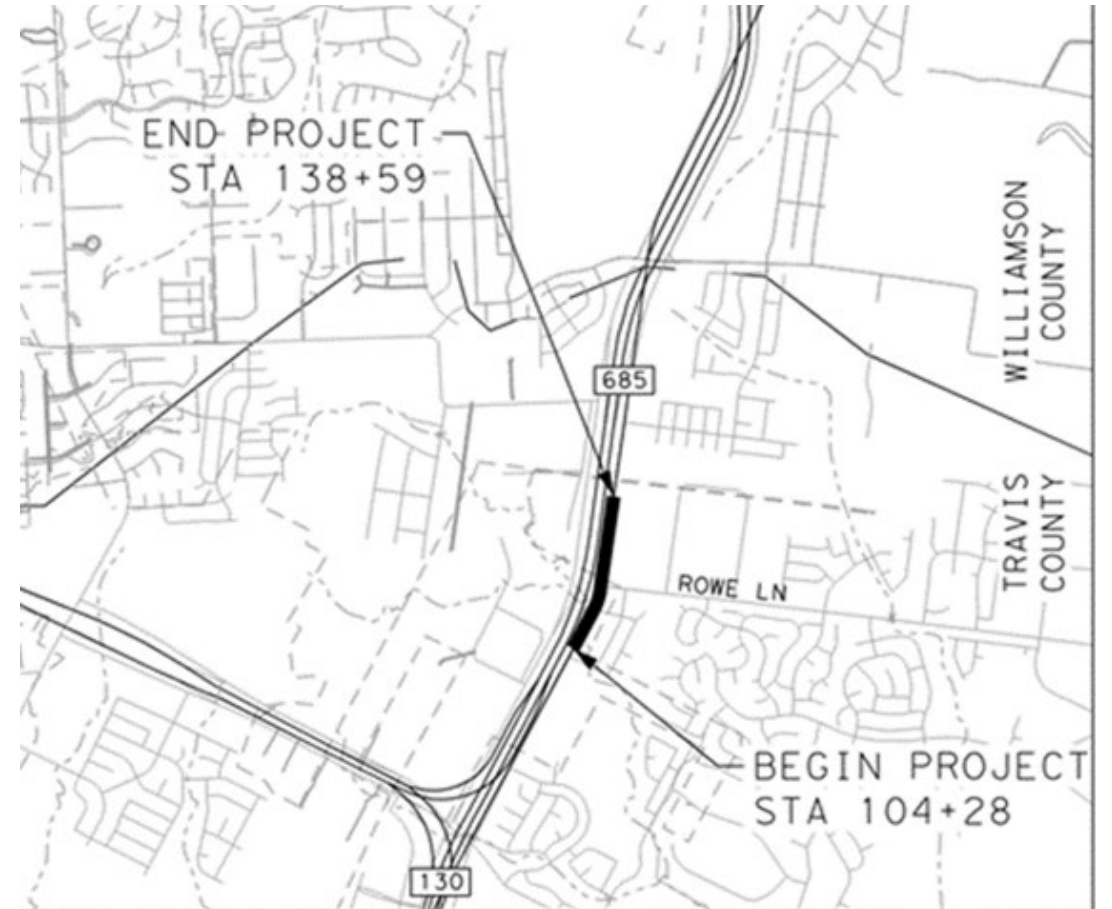 END PROJECT
STA 138+59
WILLIAMSON
COUNTY
685
TRAVIS
COUNTY
ROWE LN
BEGIN PROJECT
STA 104+28
130